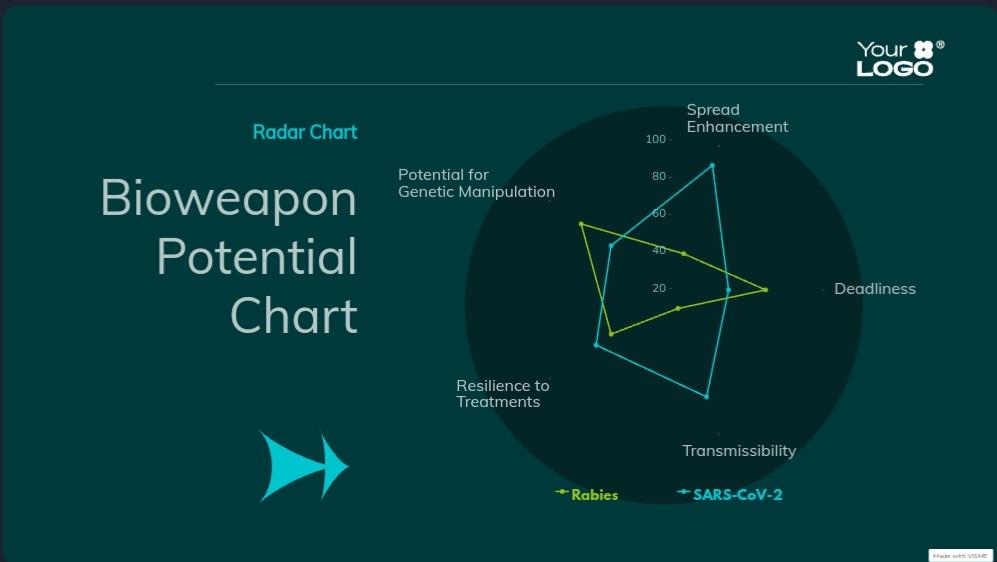 Your
LOGO
®
Radar Chart
Bioweapon
Potential
Chart
Spread
Enhancement
100
80
60
40
20
Potential for
Genetic Manipulation
Deadliness
Resilience to
Treatments
Transmissibility
Rabies
SARS-CoV-2
Made with VISME